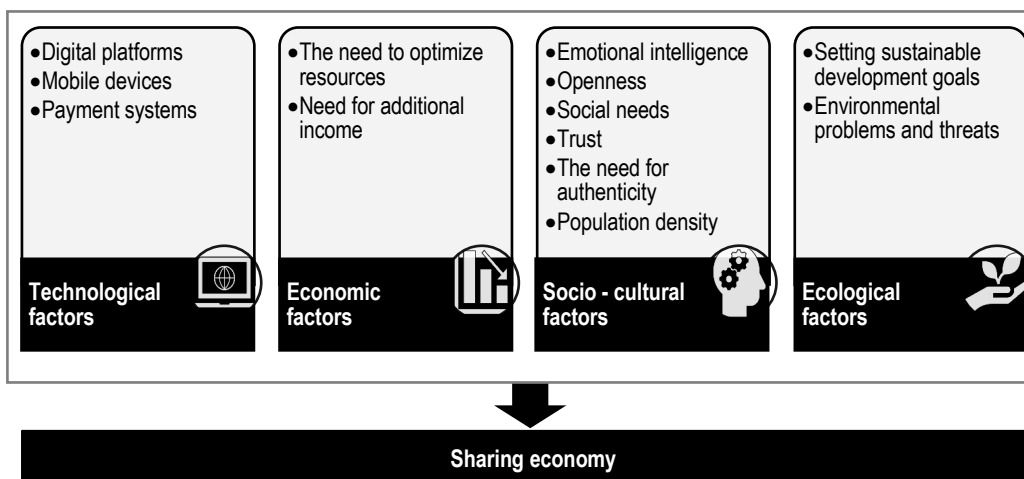 •Digital platforms
•Mobile devices
•Payment systems
Technological
factors
•The need to optimize
resources
•Need for additional
income
Economic
factors
•Emotional intelligence
•Openness
•Social needs
•Trust
•The need for
authenticity
•Population density
Socio - cultural
factors
•Setting sustainable
development goals
•Environmental
problems and threats
Ecological
factors
Sharing economy